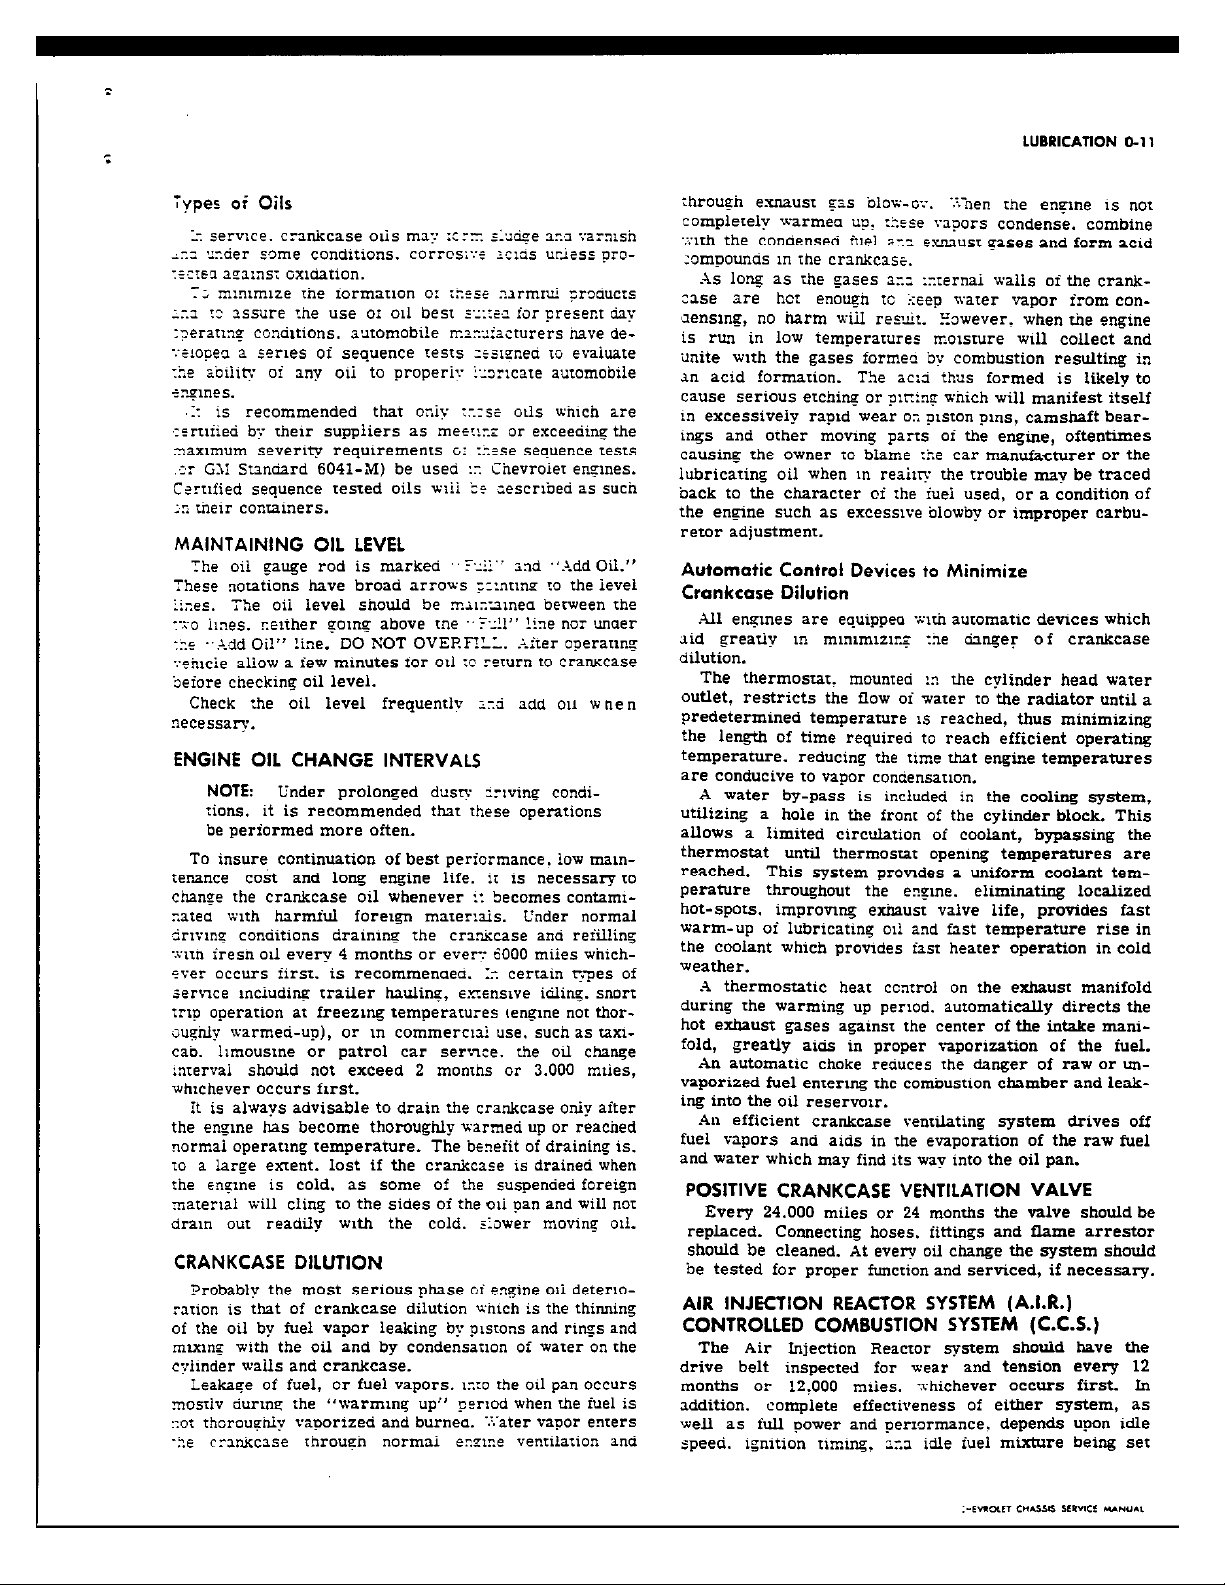 LUBRICATION 0-11
Types of Oils
service. crankcase oils may sludge and varnish
under some conditions. corrosive acids unless pro-
tected against oxidation.
minimize the formation of these harmful products
and to assure the use of oil best suited for present day
operating conditions. automobile manufacturers have de-
veloped a series of sequence tests designed to evaluate
the ability of any oil to properly lubricate automobile
engines.
It is recommended that only those oils which are
certified by their suppliers as meeting or exceeding the
maximum severity requirements of these sequence tests
GM Standard 6041-M) be used in Chevrolet engines.
Certified sequence tested oils will be described as such
on their containers.
MAINTAINING OIL LEVEL
The oil gauge rod is marked "Full" and "Add Oil."
These notations have broad arrows pointing to the level
lines. The oil level should be maintained between the
two lines. neither going above the "Full" line nor under
the "Add Oil" line. DO NOT OVERFILL. After operating
vehicle allow a few minutes for oil to return to crankcase
before checking oil level.
Check the oil level frequently and add oil when
necessary.
ENGINE OIL CHANGE INTERVALS
NOTE: Under prolonged dusty driving condi-
tions. it is recommended that these operations
be performed more often.
To insure continuation of best performance, low main-
tenance cost and long engine life. it is necessary to
change the crankcase oil whenever it becomes contami-
nated with harmful foreign materials. Under normal
driving conditions draining the crankcase and refilling
with fresh oil every 4 months or every 6000 miles which-
ever occurs first. is recommended. In certain types of
service including trailer hauling, extensive idling. short
trip operation at freezing temperatures (engine not thor-
oughly warmed-up), or in commercial use. such as taxi-
cab. limousine or patrol car service. the oil change
interval should not exceed 2 months or 3.000 miles,
whichever occurs first.
It is always advisable to drain the crankcase only after
the engine has become thoroughly warmed up or reached
normal operating temperature. The benefit of draining is.
to a large extent. lost if the crankcase is drained when
the engine is cold. as some of the suspended foreign
material will cling to the sides of the oil pan and will not
drain out readily with the cold. slower moving oil.
CRANKCASE DILUTION
Probably the most serious phase of engine oil deterio-
ration is that of crankcase dilution which is the thinning
of the oil by fuel vapor leaking by pistons and rings and
mixing with the oil and by condensation of water on the
cylinder walls and crankcase.
Leakage of fuel, or fuel vapors. into the oil pan occurs
mostly during the "warming up" period when the fuel is
not thoroughly vaporized and burned. Water vapor enters
the crankcase through normal engine ventilation and
through exhaust gas blow-by. When the engine is not
completely warmed up. these vapors condense. combine
with the condensed fuel and exhaust gases and form acid
compounds in the crankcase.
As long as the gases and internal walls of the crank-
case are hot enough to keep water vapor from con-
densing, no harm will result. However, when the engine
is run in low temperatures moisture will collect and
unite with the gases formed by combustion resulting in
an acid formation. The acid thus formed is likely to
cause serious etching or pitting which will manifest itself
in excessively rapid wear on piston pins, camshaft bear-
ings and other moving parts of the engine, oftentimes
causing the owner to blame the car manufacturer or the
lubricating oil when in reality the trouble may be traced
back to the character of the fuel used, or a condition of
the engine such as excessive blowby or improper carbu-
retor adjustment.
Automatic Control Devices to Minimize
Crankcase Dilution
All engines are equipped with automatic devices which
aid greatly in minimizing the danger of crankcase
dilution.
The thermostat, mounted in the cylinder head water
outlet, restricts the flow of water to the radiator until a
predetermined temperature is reached, thus minimizing
the length of time required to reach efficient operating
temperature. reducing the time that engine temperatures
are conducive to vapor condensation.
A water by-pass is included in the cooling system,
utilizing a hole in the front of the cylinder block. This
allows a limited circulation of coolant, bypassing the
thermostat until thermostat opening temperatures are
reached. This system provides a uniform coolant tem-
perature throughout the engine. eliminating localized
hot-spots. improving exhaust valve life, provides fast
warm-up of lubricating oil and fast temperature rise in
the coolant which provides fast heater operation in cold
weather.
A thermostatic heat control on the exhaust manifold
during the warming up period. automatically directs the
hot exhaust gases against the center of the intake mani-
fold, greatly aids in proper vaporization of the fuel.
An automatic choke reduces the danger of raw or un-
vaporized fuel entering the combustion chamber and leak-
ing into the oil reservoir.
An efficient crankcase ventilating system drives off
fuel vapors and aids in the evaporation of the raw fuel
and water which may find its way into the oil pan.
POSITIVE CRANKCASE VENTILATION VALVE
Every 24.000 miles or 24 months the valve should be
replaced. Connecting hoses. fittings and flame arrestor
should be cleaned. At every oil change the system should
be tested for proper function and serviced, if necessary.
AIR INJECTION REACTOR SYSTEM (A.I.R.)
CONTROLLED COMBUSTION SYSTEM (C.C.S.)
The Air Injection Reactor system should have the
drive belt inspected for wear and tension every 12
months or 12,000 miles. whichever occurs first. In
addition. complete effectiveness of either system, as
well as full power and performance, depends upon idle
speed. ignition timing, and idle fuel mixture being set
CHEVROLET CHASSIS SERVICE MANUAL